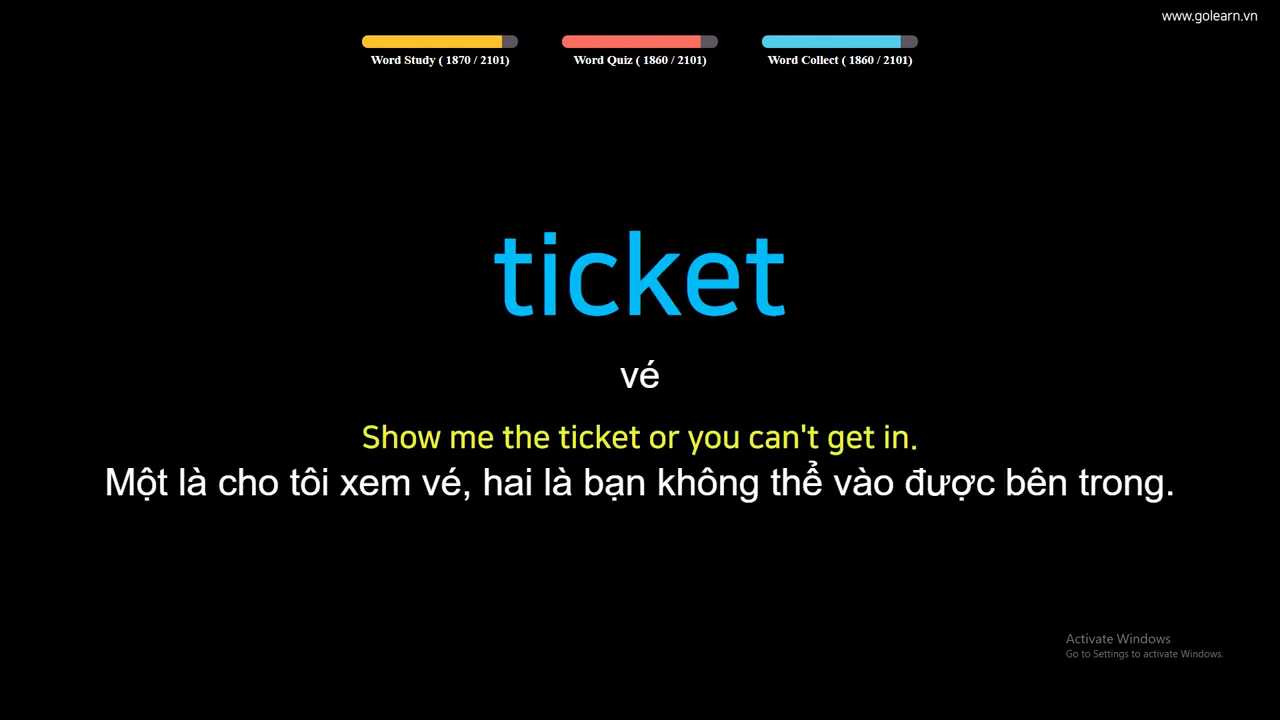 www.golearn.vn
Word Study ( 1870 / 2101)
Word Quiz ( 1860 / 2101)
Word Collect ( 1860 / 2101)
ticket
vé
Show me the ticket or you can't get in.
Một là cho tôi xem vé, hai là bạn không thể vào được bên trong.
Activate Windows
Go to Settings to activate Windows.